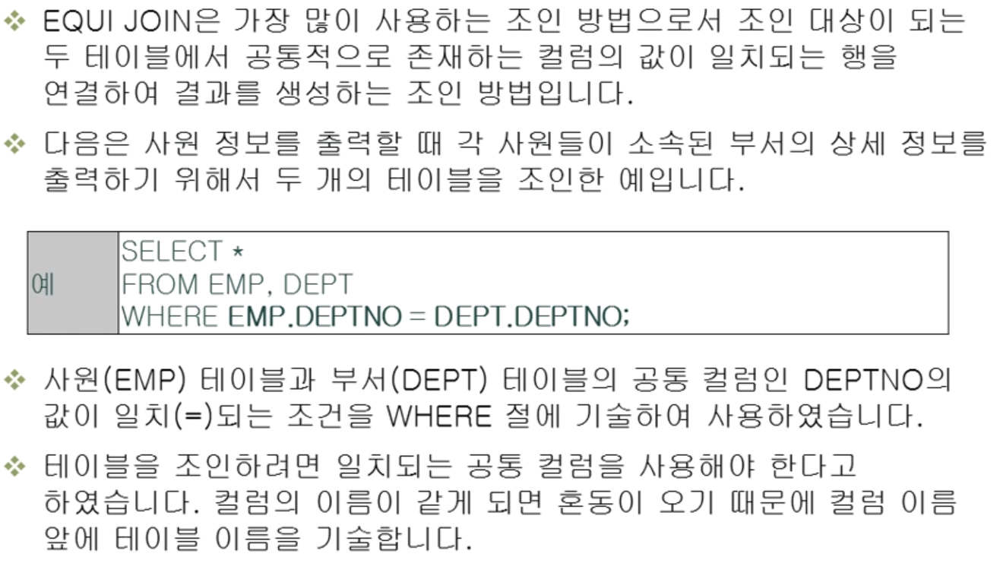 ❖ EQUI JOIN은 가장 많이 사용하는 조인 방법으로서 조인 대상이 되는
두 테이블에서 공통적으로 존재하는 컬럼의 값이 일치되는 행을
연결하여 결과를 생성하는 조인 방법입니다.
❖ 다음은 사원 정보를 출력할 때 각 사원들이 소속된 부서의 상세 정보를
출력하기 위해서 두 개의 테이블을 조인한 예입니다.
예
SELECT *
FROM EMP, DEPT
WHERE EMP.DEPTNO = DEPT.DEPTNO;
❖ 사원(EMP) 테이블과 부서(DEPT) 테이블의 공통 컬럼인 DEPTNO의
값이 일치(=)되는 조건을 WHERE 절에 기술하여 사용하였습니다.
❖ 테이블을 조인하려면 일치되는 공통 컬럼을 사용해야 한다고
하였습니다. 컬럼의 이름이 같게 되면 혼동이 오기 때문에 컬럼 이름
앞에 테이블 이름을 기술합니다.